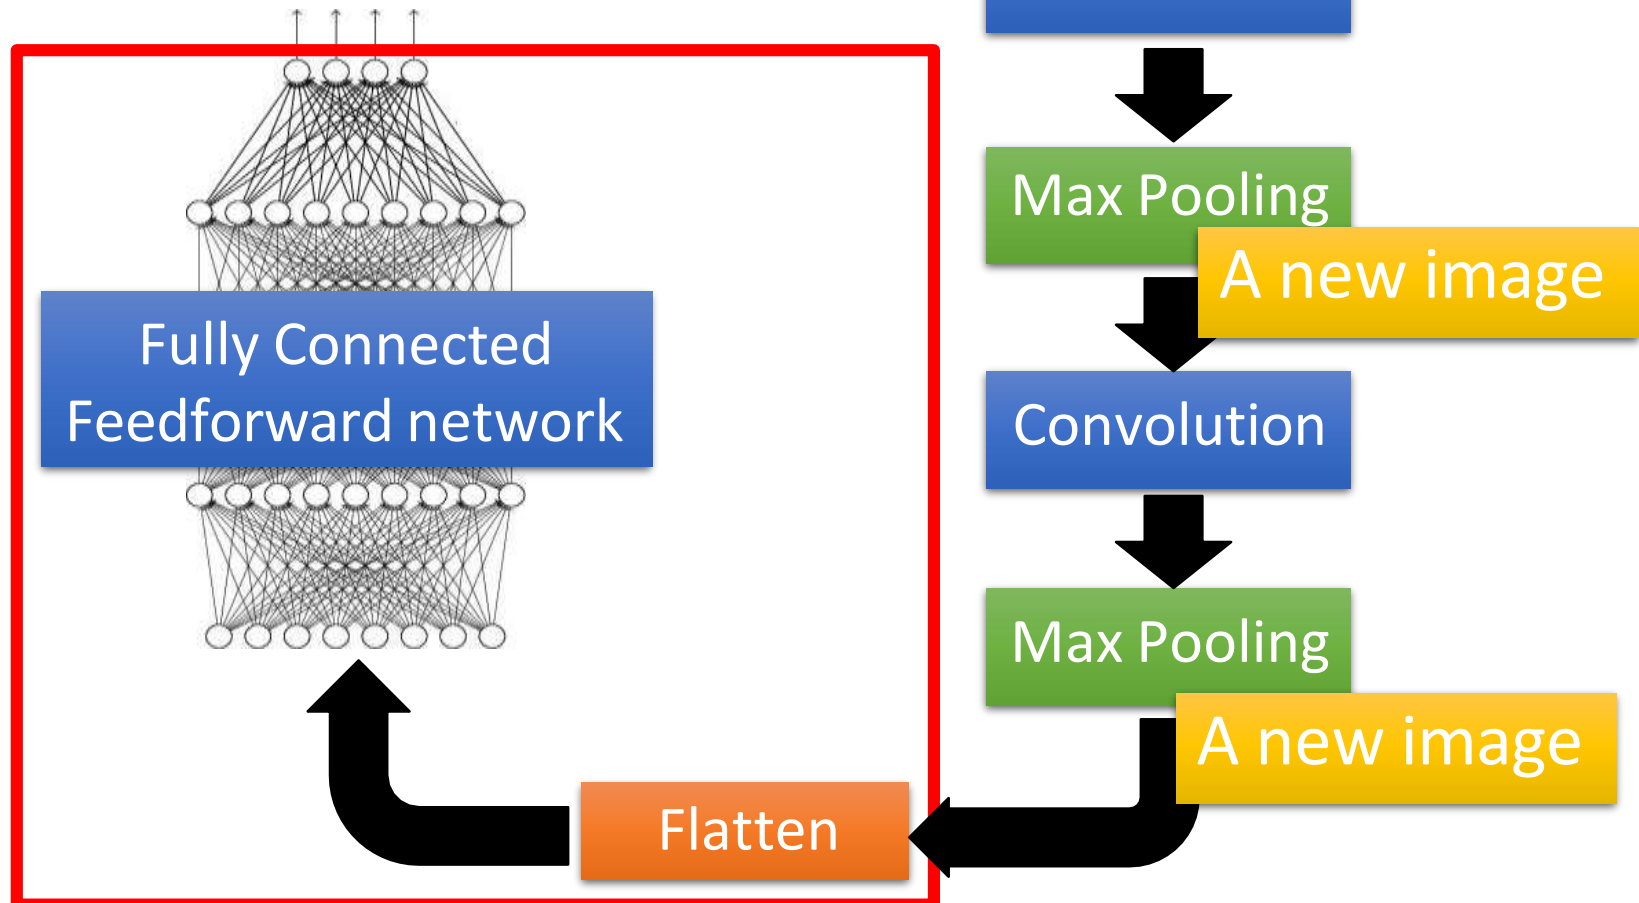 Max Pooling
A new image
Convolution
Max Pooling
A new image
Flatten
Fully Connected
Feedforward network